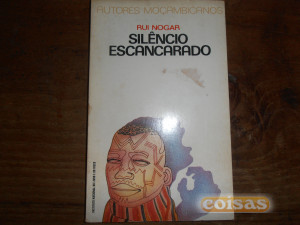 AUTORES MOÇAMBICANOS
RUI NOGAR
SILÊNCIO
ESCANCARADO
coisas